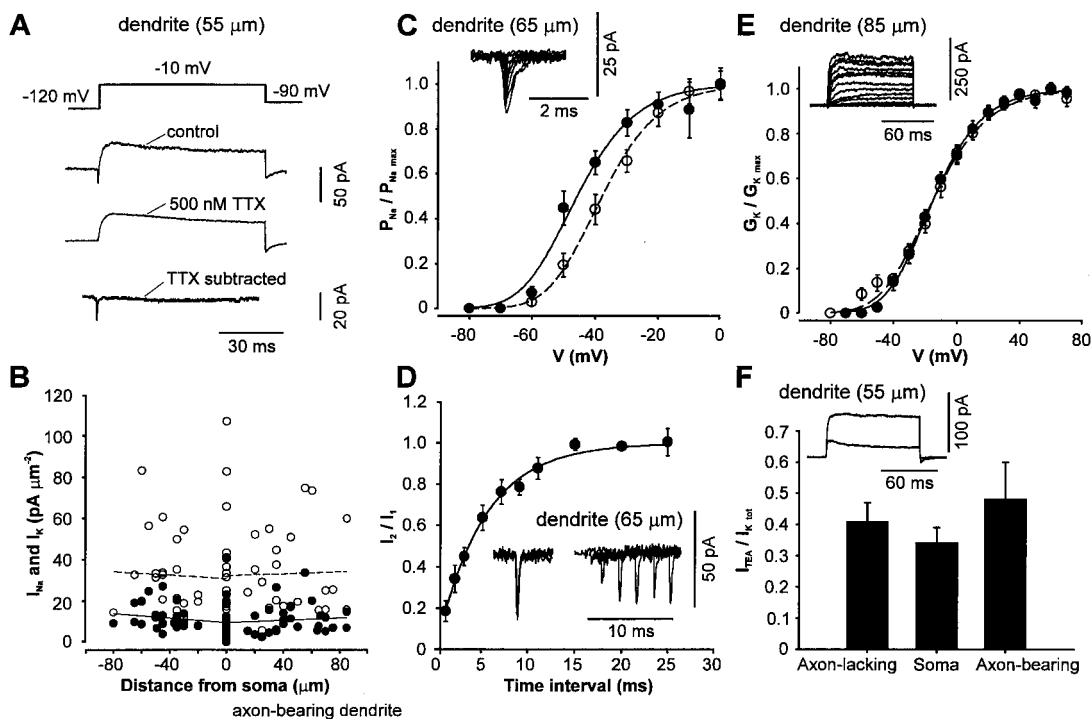 A
dendrite (55 μm)
-10 mV
-120 mV
-90 mV
control
50 pA
500 nM TTX
TTX subtracted
20 pA
30 ms
B
I Na and I K (pA μm-2)
120
100
80
60
40
20
0
-80 -40 0 40 80
Distance from soma (μm)
axon-bearing dendrite
C
dendrite (65 μm)
25 pA
2 ms
P Na / P Na max
1.0
0.8
0.6
0.4
0.2
0
-80 -60 -40 -20 0
V (mV)
D
I2 / I1
1.2
1.0
0.8
0.6
0.4
0.2
0
dendrite (65 μm)
50 pA
10 ms
0 5 10 15 20 25 30
Time interval (ms)
E
dendrite (85 μm)
250 pA
60 ms
G K / G K max
1.0
0.8
0.6
0.4
0.2
0
-80 -40 0 40 80
V (mV)
F
dendrite (55 μm)
100 pA
60 ms
I TEA / I K tot
0.7
0.6
0.5
0.4
0.3
0.2
0.1
0
Axon-lacking Soma Axon-bearing